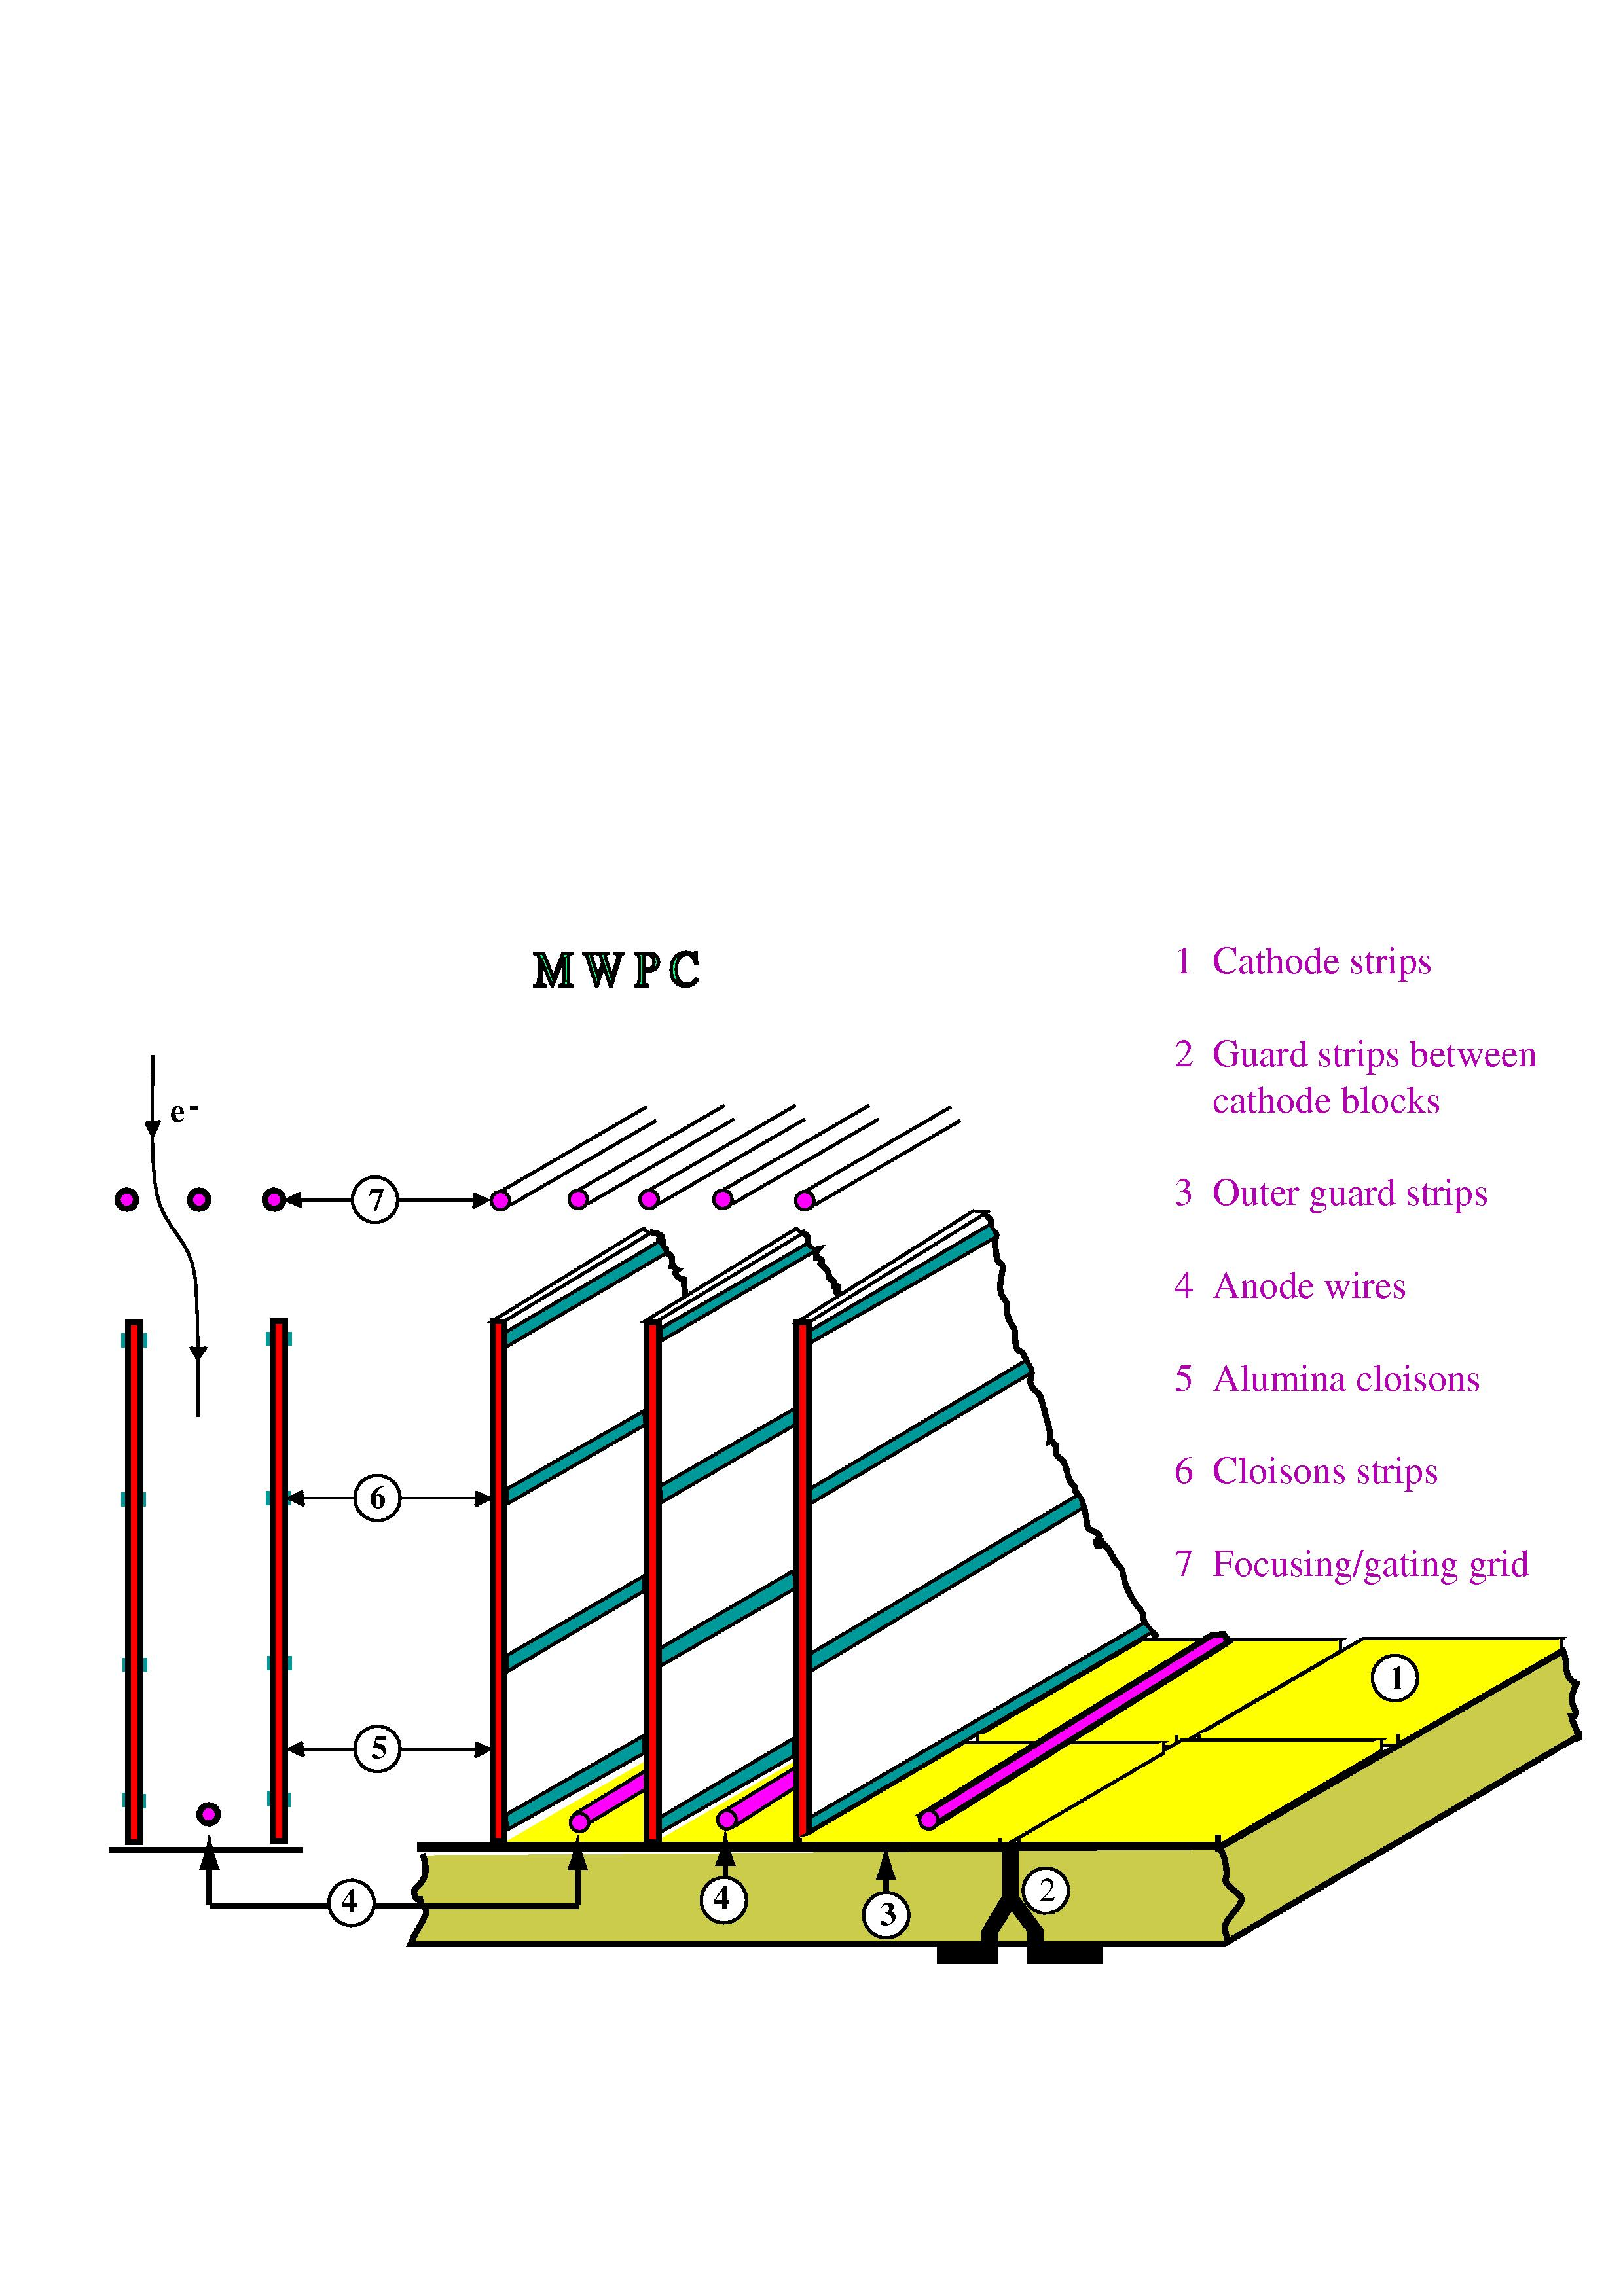 M W P C
1 Cathode strips
2 Guard strips between
cathode blocks
3 Outer guard strips
4 Anode wires
5 Alumina cloisons
6 Cloisons strips
7 Focusing/gating grid
e-
7
6
5
4
4
3
2
1